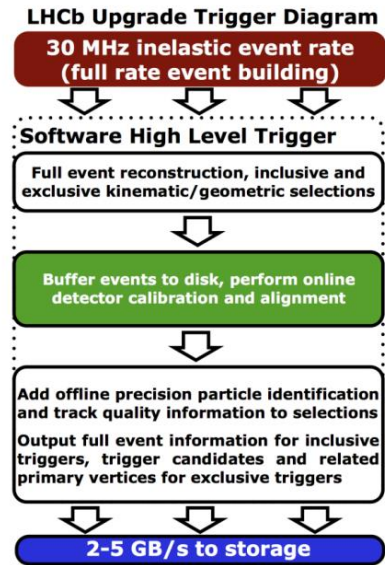 LHCb Upgrade Trigger Diagram
30 MHz inelastic event rate
(full rate event building)
Software High Level Trigger
Full event reconstruction, inclusive and
exclusive kinematic/geometric selections
Buffer events to disk, perform online
detector calibration and alignment
Add offline precision particle identification
and track quality information to selections
Output full event information for inclusive
triggers, trigger candidates and related
primary vertices for exclusive triggers
2-5 GB/s to storage